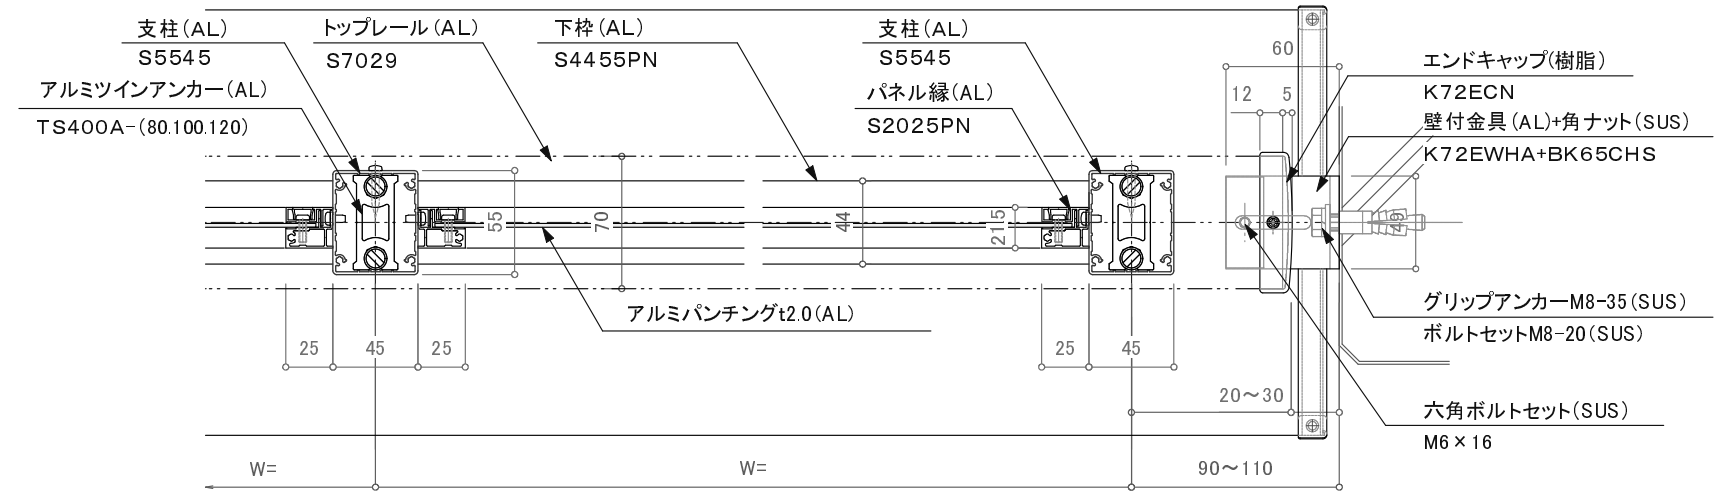 支柱(AL)
S5545
トップレール(AL)
S7029
下枠(AL)
S4455PN
支柱(AL)
S5545
アルミツインアンカー(AL)
TS400A-(80.100.120)
パネル縁(AL)
S2025PN
60
12
5
エンドキャップ(樹脂)
K72ECN
壁付金具(AL)+角ナット(SUS)
K72EWHA+BK65CHS
55
70
44
21.5
49
アルミパンチングt2.0(AL)
グリップアンカーM8-35(SUS)
ボルトセットM8-20(SUS)
25
45
25
25
45
20～30
六角ボルトセット(SUS)
M6×16
W=
W=
90～110